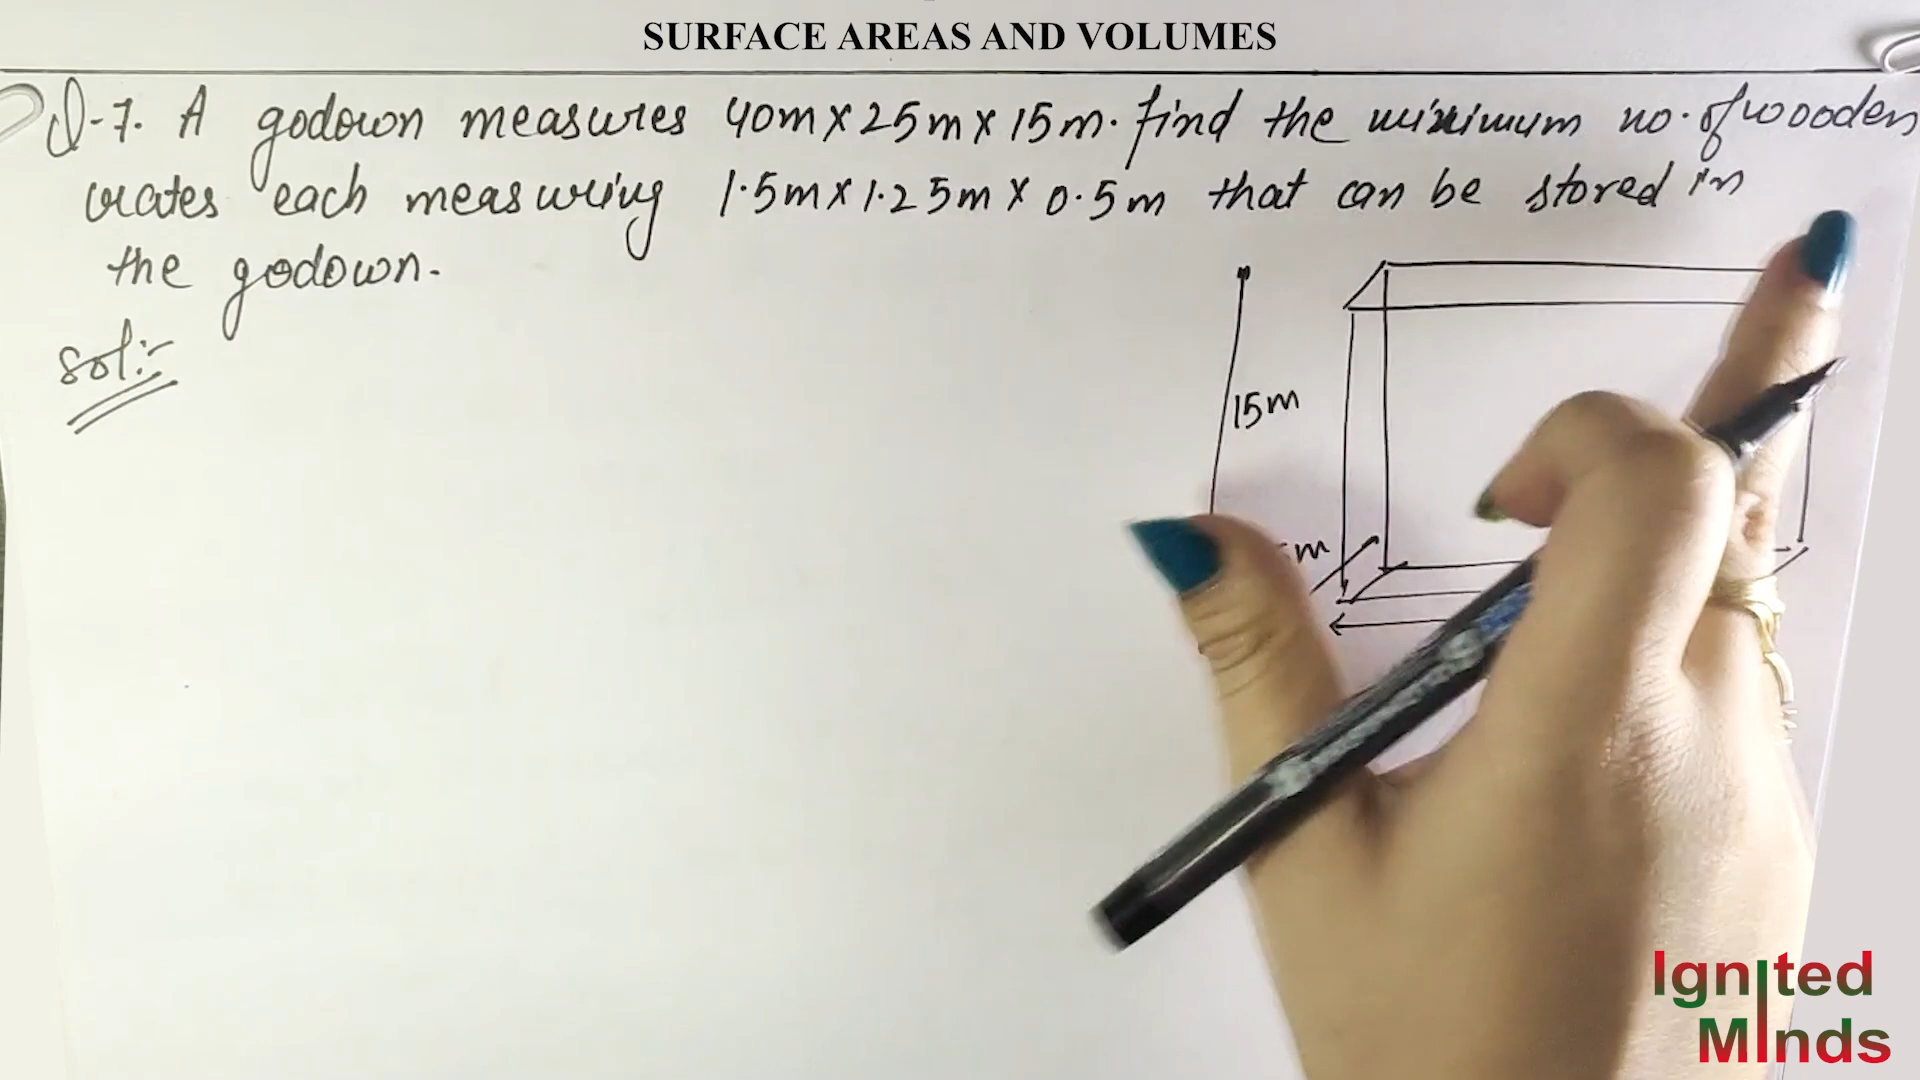 SURFACE AREAS AND VOLUMES
Q-7. A godown measures 40m x 25m x 15m. find the minimum no. of wooden
crates each measuring 1.5m x 1.25m x 0.5m that can be stored in
the godown.
Sol:-
15m
m
Ignited
Minds